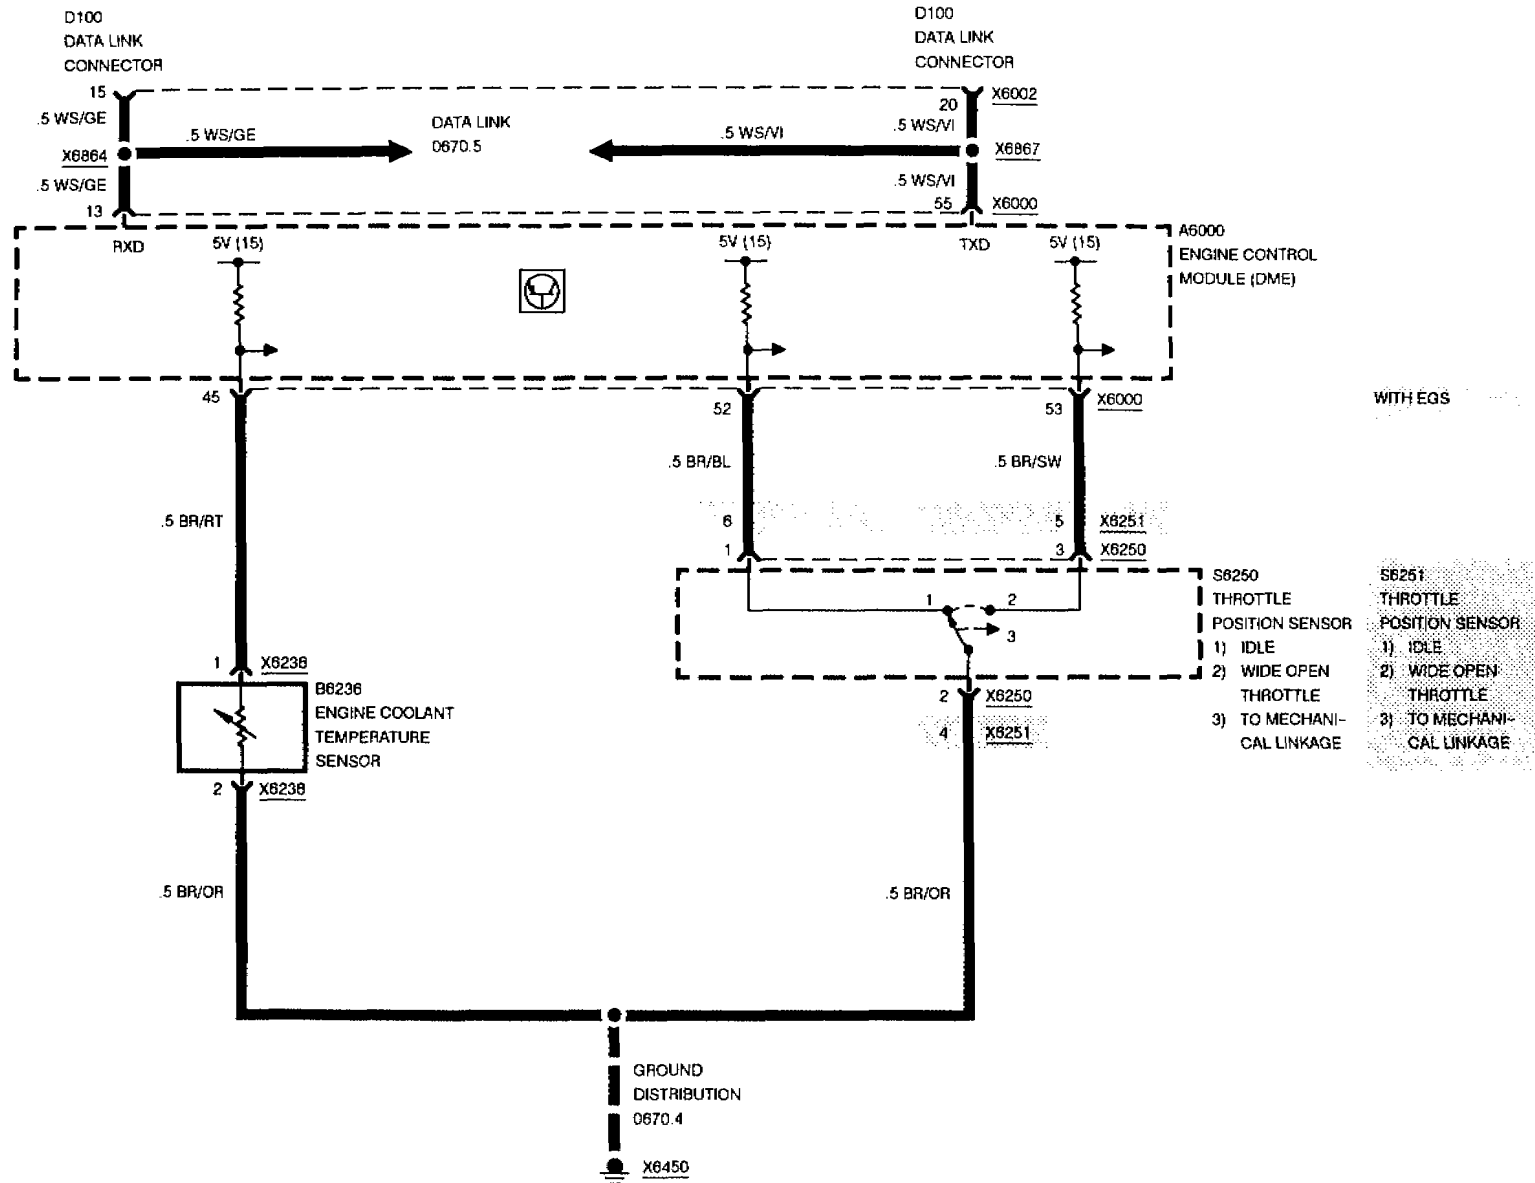 D100
DATA LINK
CONNECTOR
D100
DATA LINK
CONNECTOR
15
20
X6002
.5 WS/GE
.5 WS/GE
DATA LINK
0670.5
.5 WS/VI
.5 WS/VI
X6864
X6867
.5 WS/GE
.5 WS/VI
13
55
X6000
RXD
5V (15)
5V (15)
TXD
5V (15)
A6000
ENGINE CONTROL
MODULE (DME)
45
52
53
X6000
WITH EGS
.5 BR/BL
.5 BR/SW
.5 BR/RT
6
5
X6251
1
3
X6250
1
2
3
S6250
THROTTLE
POSITION SENSOR
1) IDLE
2) WIDE OPEN
THROTTLE
3) TO MECHANI-
CAL LINKAGE
S6251
THROTTLE
POSITION SENSOR
1) IDLE
2) WIDE OPEN
THROTTLE
3) TO MECHANI-
CAL LINKAGE
1
X6236
B6236
ENGINE COOLANT
TEMPERATURE
SENSOR
2
X6250
4
X6251
2
X6236
.5 BR/OR
.5 BR/OR
GROUND
DISTRIBUTION
0670.4
X6450